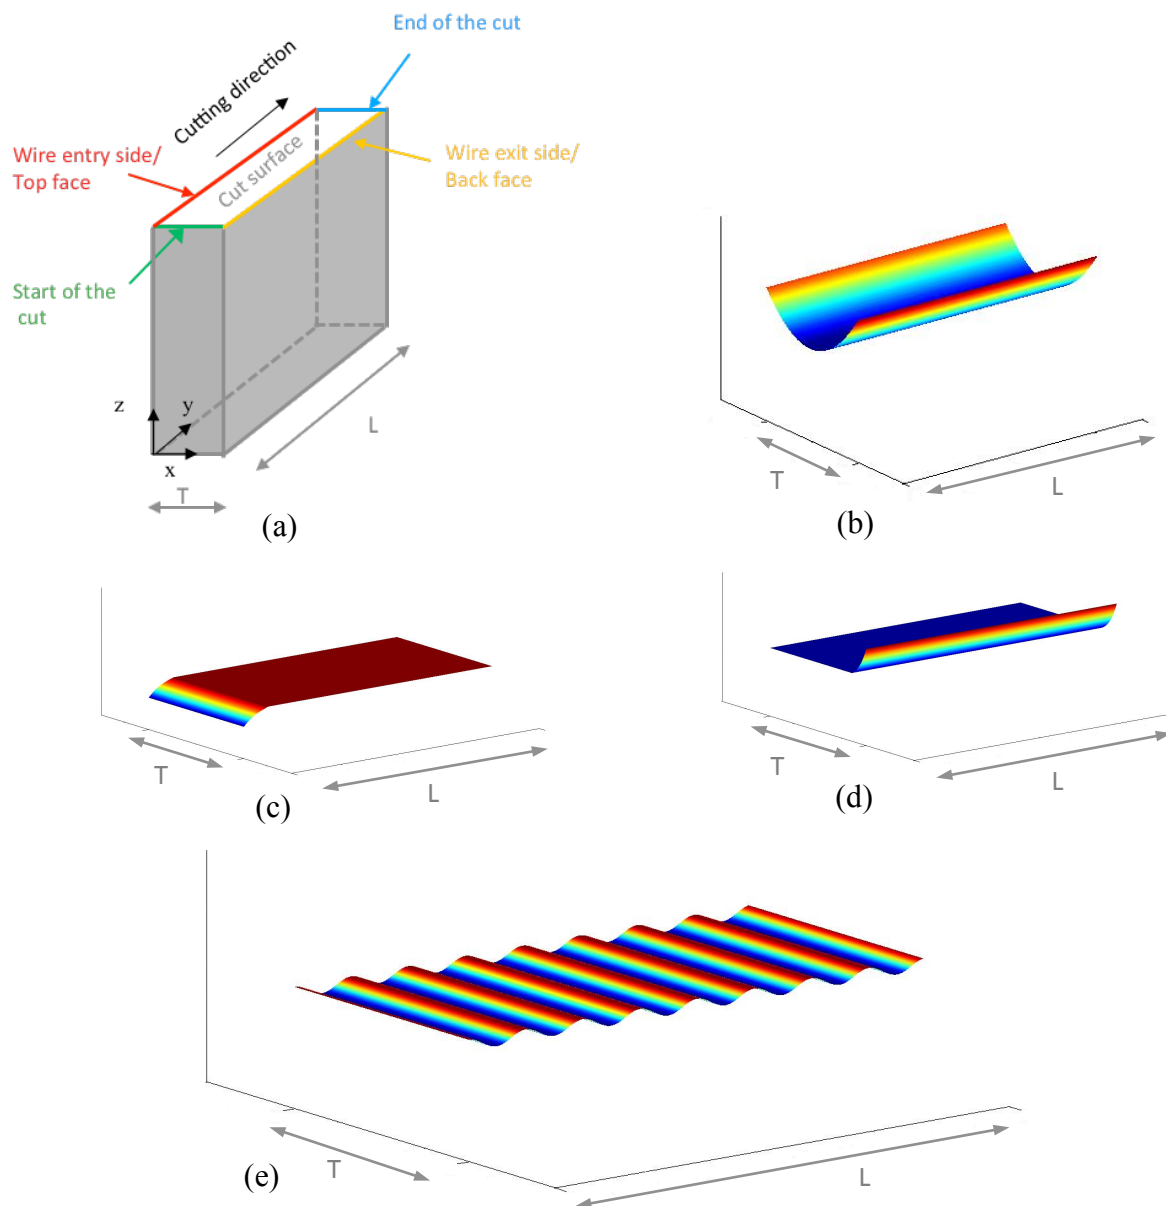 End of the cut
Cutting direction
Wire entry side/
Top face
Cut surface
Wire exit side/
Back face
Start of the
cut
z
y
x
L
T
(a)
T
L
(b)
T
L
(c)
T
L
(d)
T
L
(e)